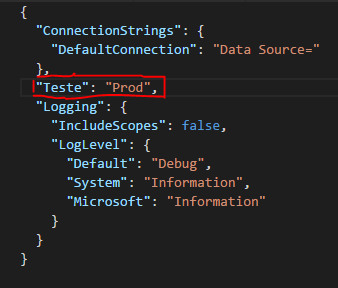 {
"ConnectionStrings": {
"DefaultConnection": "Data Source="
},
"Teste": "Prod",
"Logging": {
"IncludeScopes": false,
"LogLevel": {
"Default": "Debug",
"System": "Information",
"Microsoft": "Information"
}
}
}